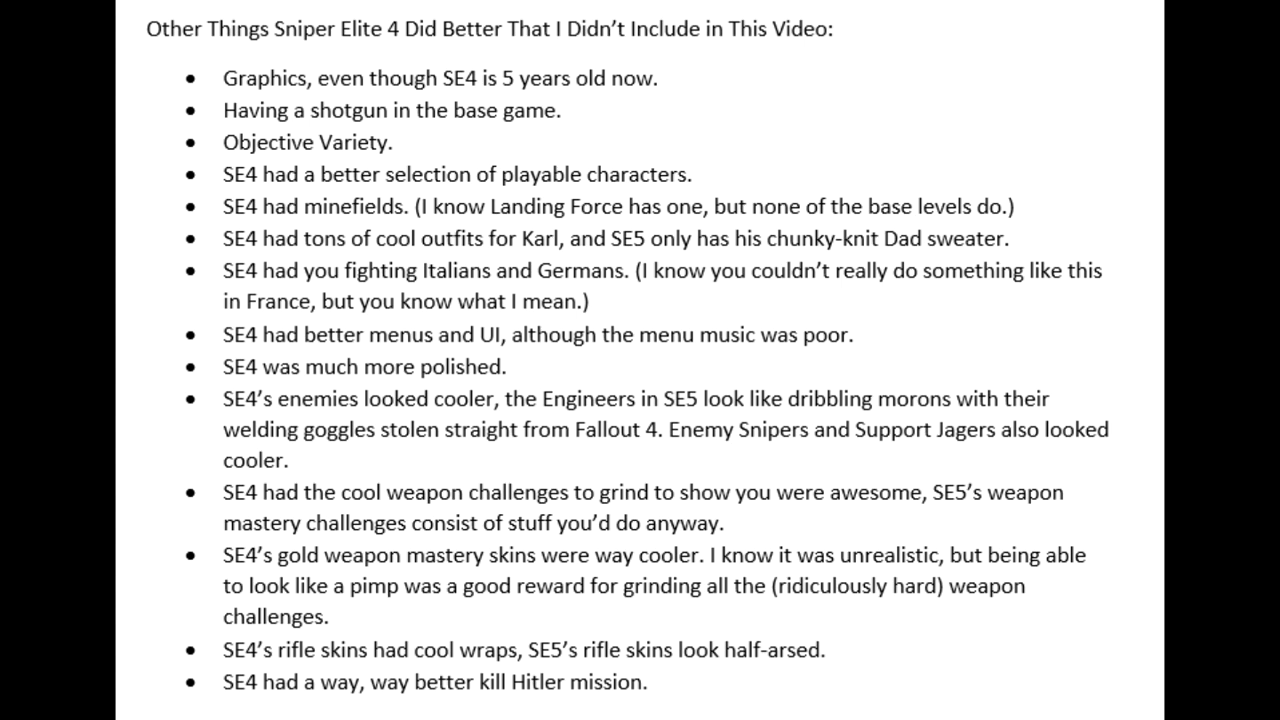 Other Things Sniper Elite 4 Did Better That I Didn’t Include in This Video:
• Graphics, even though SE4 is 5 years old now.
• Having a shotgun in the base game.
• Objective Variety.
• SE4 had a better selection of playable characters.
• SE4 had minefields. (I know Landing Force has one, but none of the base levels do.)
• SE4 had tons of cool outfits for Karl, and SE5 only has his chunky-knit Dad sweater.
• SE4 had you fighting Italians and Germans. (I know you couldn’t really do something like this
in France, but you know what I mean.)
• SE4 had better menus and UI, although the menu music was poor.
• SE4 was much more polished.
• SE4’s enemies looked cooler, the Engineers in SE5 look like dribbling morons with their
welding goggles stolen straight from Fallout 4. Enemy Snipers and Support Jagers also looked
cooler.
• SE4 had the cool weapon challenges to grind to show you were awesome, SE5’s weapon
mastery challenges consist of stuff you’d do anyway.
• SE4’s gold weapon mastery skins were way cooler. I know it was unrealistic, but being able
to look like a pimp was a good reward for grinding all the (ridiculously hard) weapon
challenges.
• SE4’s rifle skins had cool wraps, SE5’s rifle skins look half-arsed.
• SE4 had a way, way better kill Hitler mission.